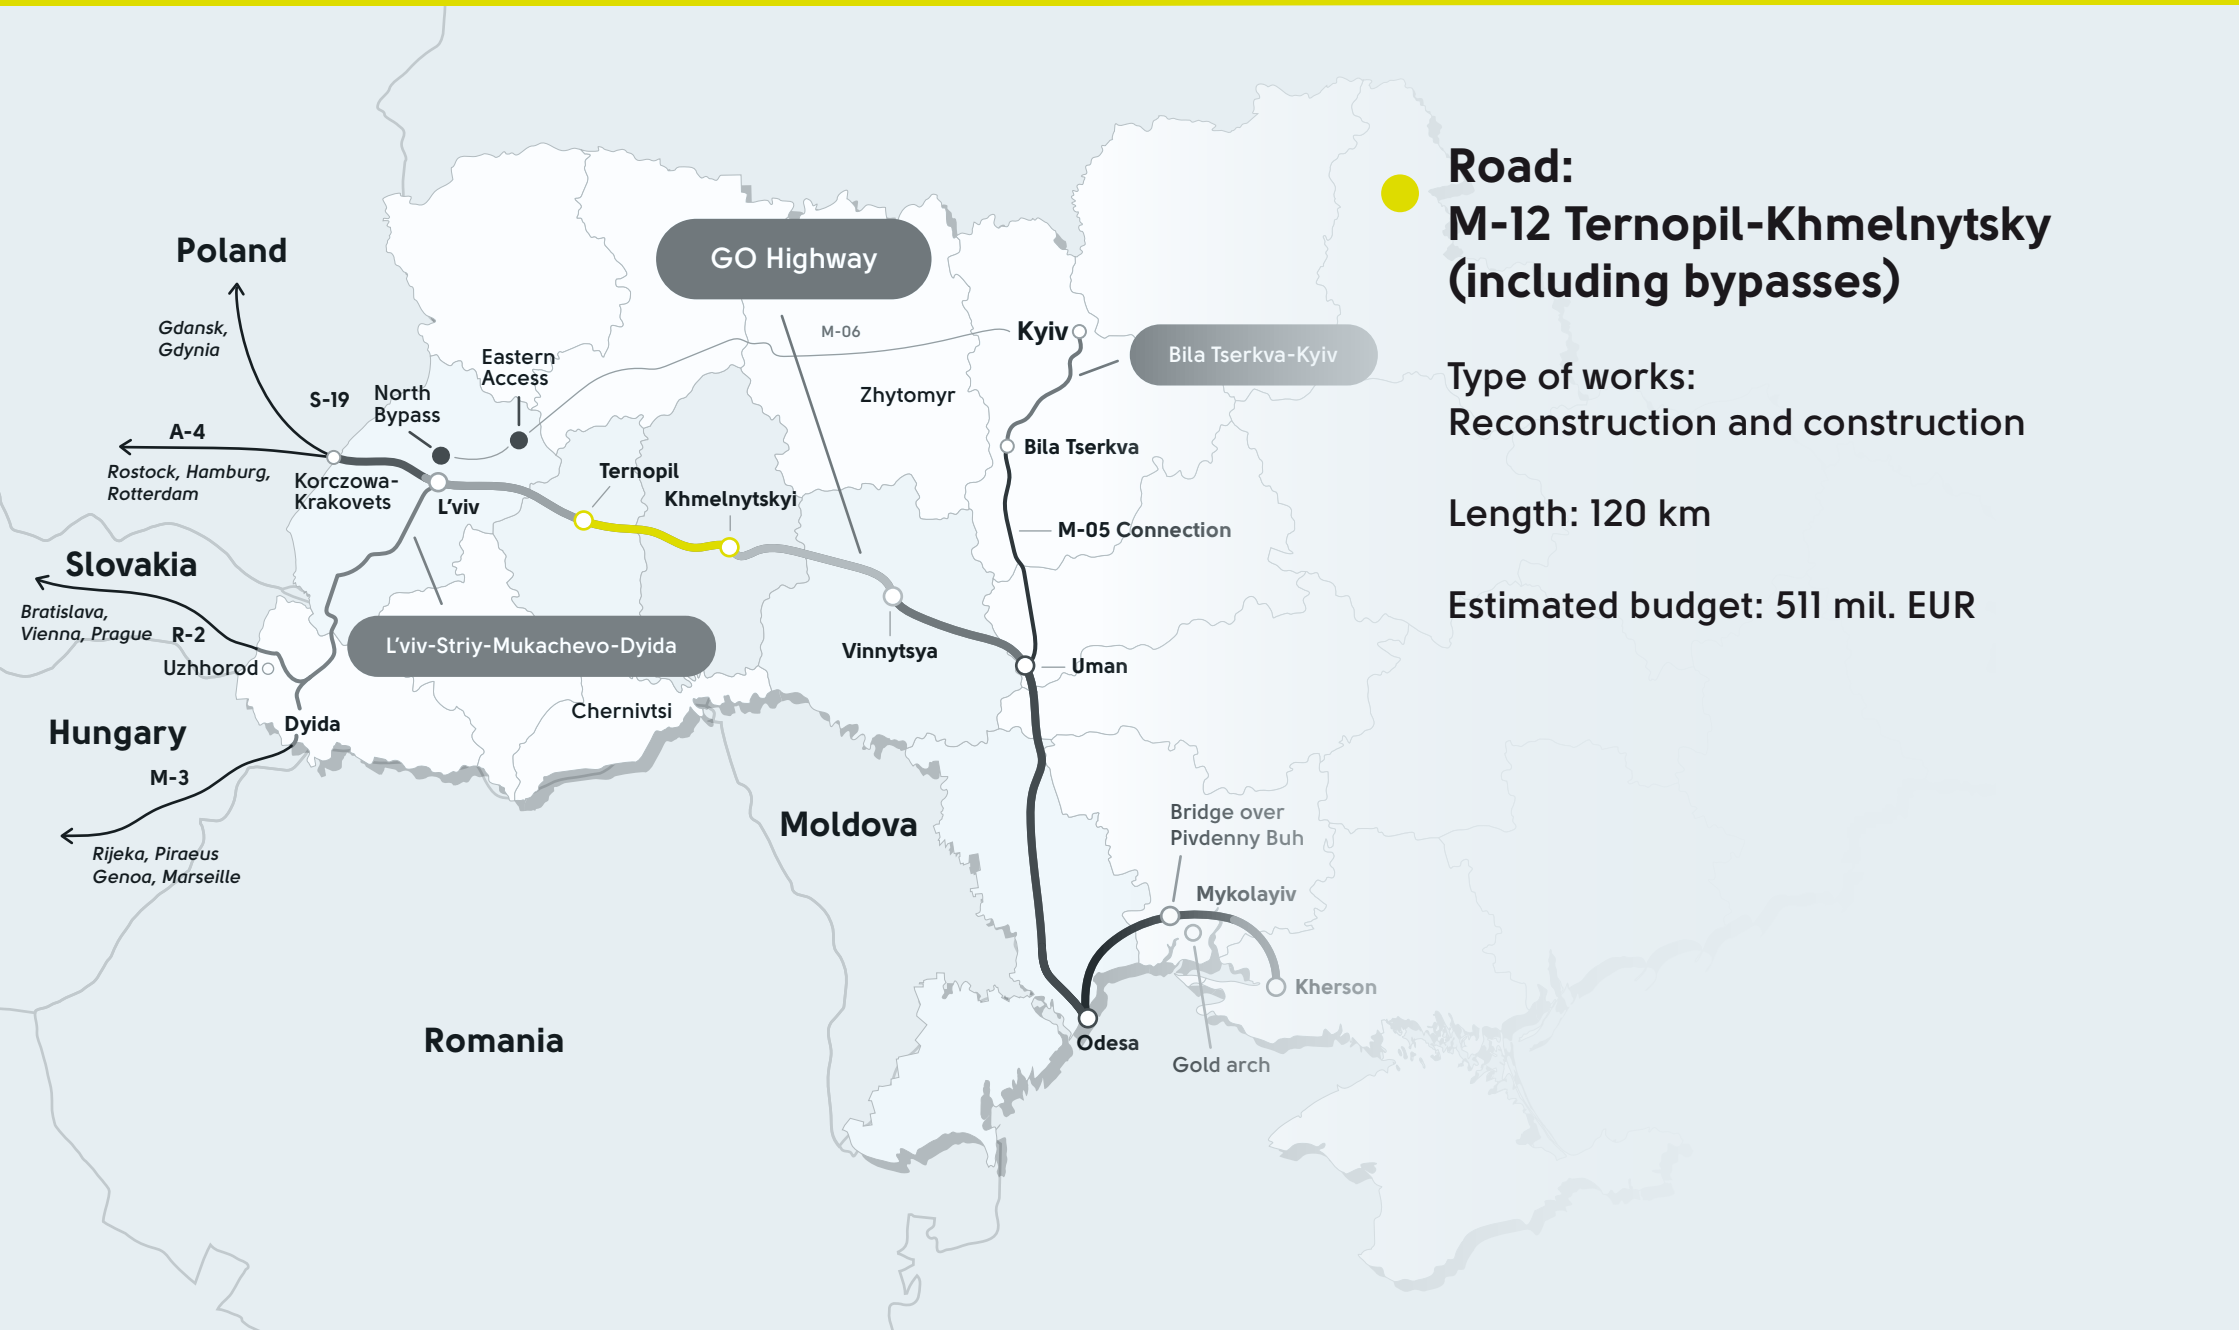 Road:
M-12 Ternopil-Khmelnytsky
(including bypasses)
Type of works:
Reconstruction and construction
Length: 120 km
Estimated budget: 511 mil. EUR
GO Highway
Poland
Gdansk,
Gdynia
M-06
Kyiv
Bila Tserkva-Kyiv
Eastern
Access
North
Bypass
S-19
Zhytomyr
A-4
Rostock, Hamburg,
Rotterdam
Korczowa-
Krakovets
L'viv
Ternopil
Khmelnytskyi
Bila Tserkva
M-05 Connection
Slovakia
Bratislava,
Vienna, Prague
R-2
Uzhhorod
L'viv-Striy-Mukachevo-Dyida
Vinnytsya
Uman
Chernivtsi
Dyida
Hungary
M-3
Rijeka, Piraeus
Genoa, Marseille
Moldova
Bridge over
Pivdenny Buh
Mykolayiv
Kherson
Odesa
Gold arch
Romania